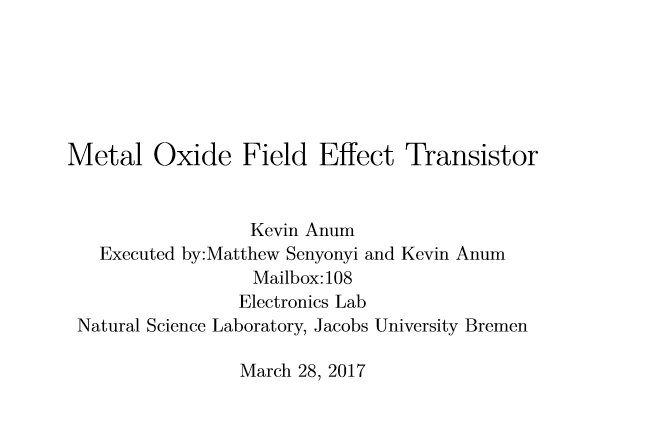 Metal Oxide Field Effect Transistor
Kevin Anum
Executed by:Matthew Senyonyi and Kevin Anum
Mailbox:108
Electronics Lab
Natural Science Laboratory, Jacobs University Bremen
March 28, 2017